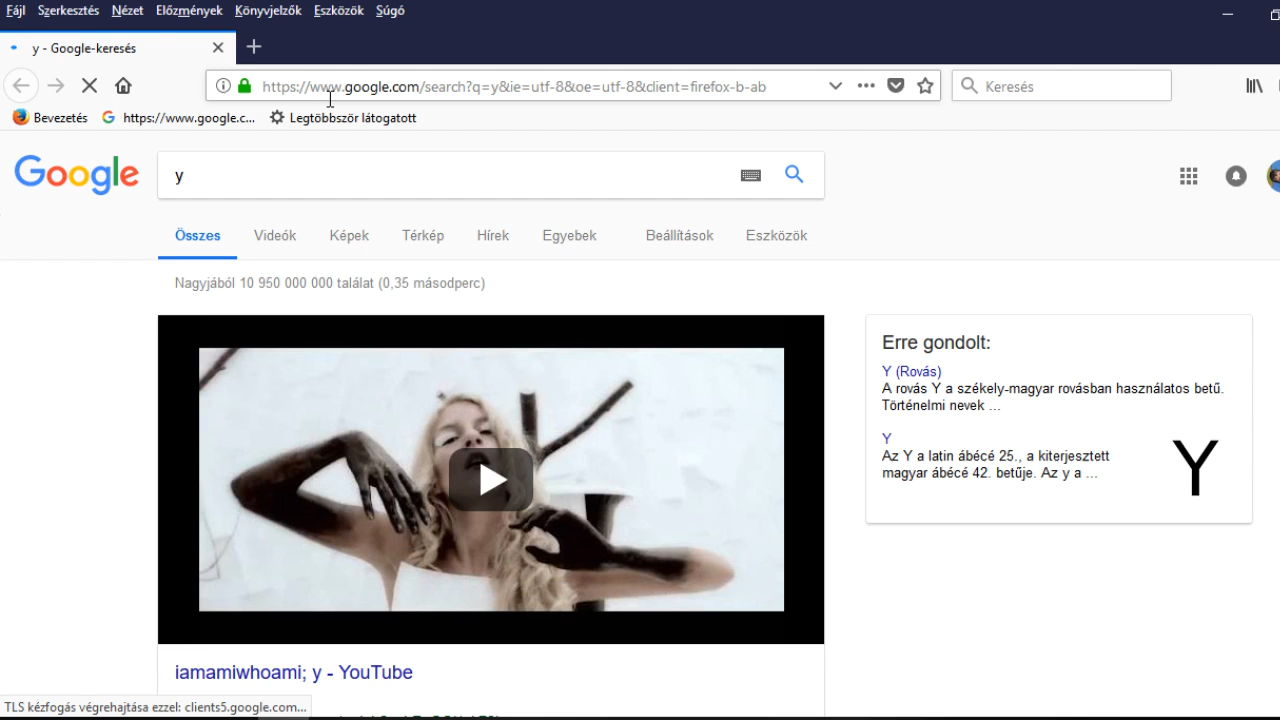 Fájl Szerkesztés Nézet Előzmények Könyvjelzők Eszközök Súgó
y - Google-keresés
https://www.google.com/search?q=y&ie=utf-8&oe=utf-8&client=firefox-b-ab
Keresés
Bevezetés https://www.google.c... Legtöbbször látogatott
Google
y
Összes Videók Képek Térkép Hírek Egyebek Beállítások Eszközök
Nagyjából 10 950 000 000 találat (0,35 másodperc)
Erre gondolt:
Y (Rovás)
A rovás Y a székely-magyar rovásban használatos betű.
Történelmi nevek ...
Y
Az Y a latin ábécé 25., a kiterjesztett
magyar ábécé 42. betűje. Az y a ...
Y
iamamiwhoami; y - YouTube
TLS kézfogás végrehajtása ezzel: clients5.google.com...